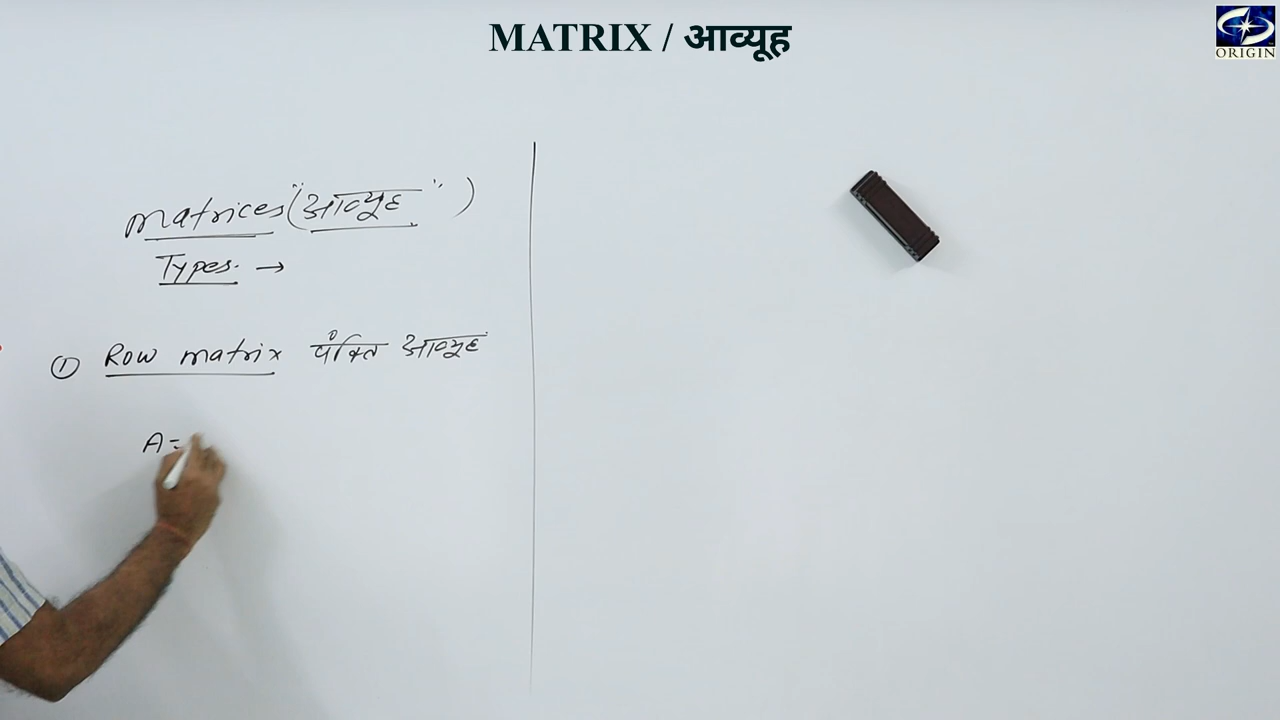 MATRIX / आव्यूह
ORIGIN
Matrices ("आव्यूह")
Types. →
① Row matrix पंक्ति आव्यूह
A =